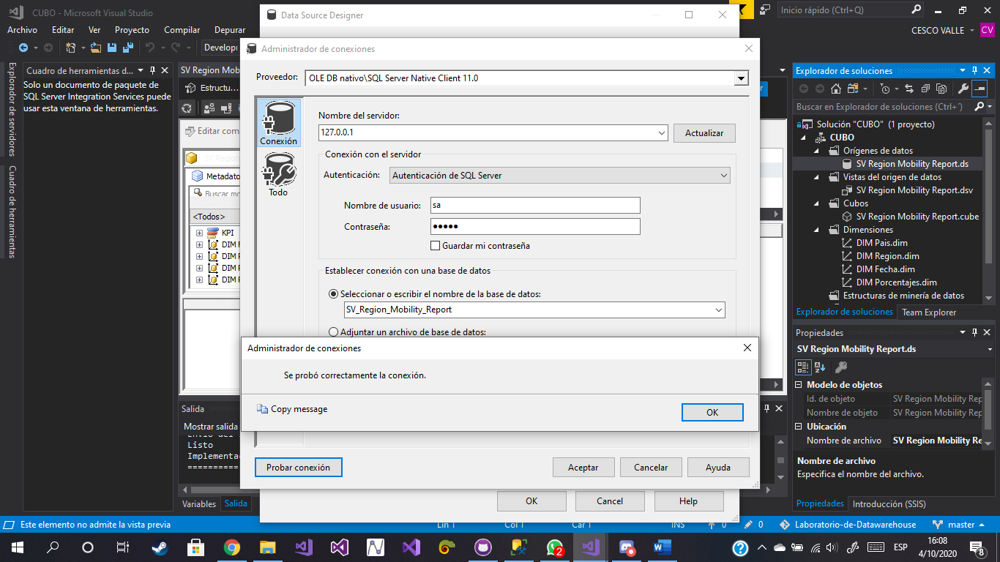 CUBO - Microsoft Visual Studio
Data Source Designer
Inicio rápido (Ctrl+Q)
Archivo Editar Ver Proyecto Compilar Depurar
CESCO VALLE
CV
Administrador de conexiones
Proveedor: OLE DB nativo\SQL Server Native Client 11.0
Conexión
Todo
Nombre del servidor:
127.0.0.1
Actualizar
Conexión con el servidor
Autenticación: Autenticación de SQL Server
Nombre de usuario: sa
Contraseña: ●●●●●
Guardar mi contraseña
Establecer conexión con una base de datos
Seleccionar o escribir el nombre de la base de datos:
SV_Region_Mobility_Report
Adjuntar un archivo de base de datos:
Administrador de conexiones
Se probó correctamente la conexión.
Copy message
OK
Probar conexión
Aceptar
Cancelar
Ayuda
OK
Cancel
Help
Explorador de servidores
Cuadro de herramientas
Cuadro de herramientas d...
Solo un documento de paquete de
SQL Server Integration Services puede
usar esta ventana de herramientas.
SV Region Mob
Estructu...
Editar com
SV Region
Metadato
Buscar mo
<Todos>
KPI
DIM
DIM
DIM
DIM
Salida
Mostrar salida
Listo
Implementac
==========
Variables
Salida
Explorador de soluciones
Buscar en Explorador de soluciones (Ctrl+´)
Solución "CUBO" (1 proyecto)
CUBO
Orígenes de datos
SV Region Mobility Report.ds
Vistas del origen de datos
SV Region Mobility Report.dsv
Cubos
SV Region Mobility Report.cube
Dimensiones
DIM Pais.dim
DIM Region.dim
DIM Fecha.dim
DIM Porcentajes.dim
Estructuras de minería de datos
Explorador de soluciones
Team Explorer
Propiedades
SV Region Mobility Report.ds
Modelo de objetos
Id. de objeto SV Region Mobility Rep
Nombre de objeto SV Region Mobility Rep
Ubicación
Nombre de archivo SV Region Mobility Re
Nombre de archivo
Especifica el nombre del archivo.
Propiedades
Introducción (SSIS)
Este elemento no admite la vista previa
Lín 1 Col 1 Car 1 INS
0 0 Laboratorio-de-Datawarehouse master
2
ESP
16:08
4/10/2020
8